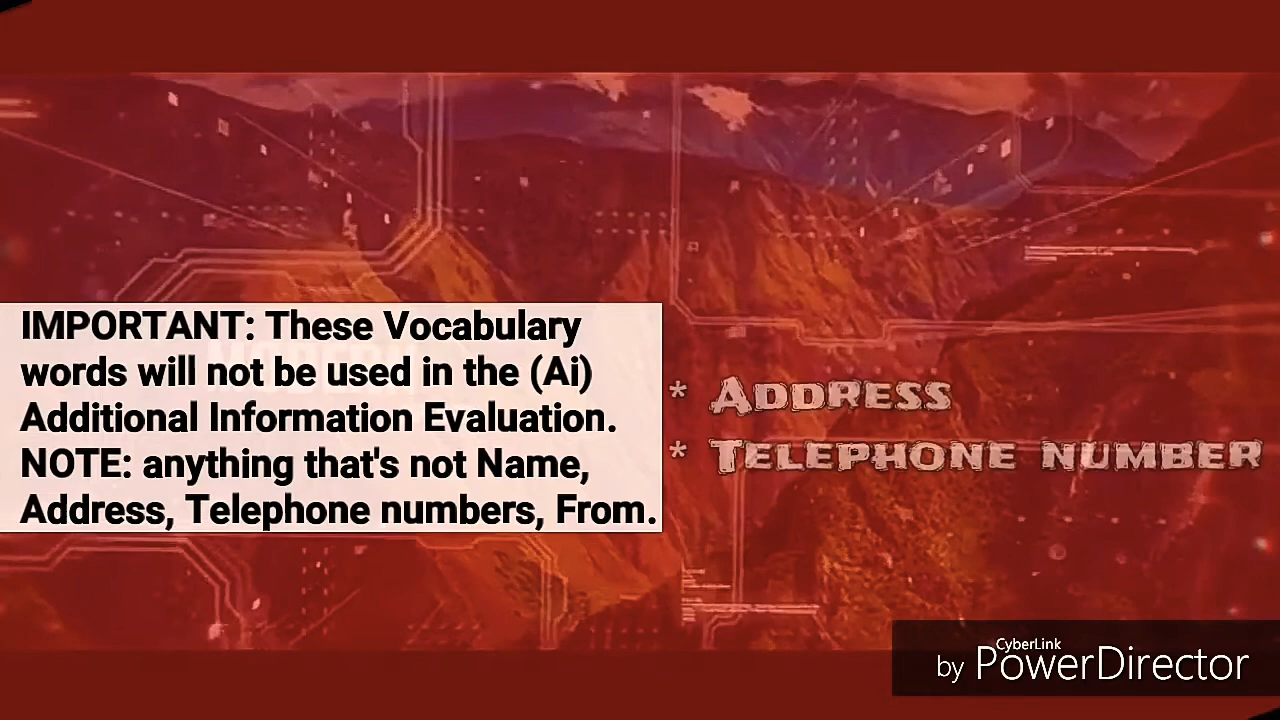 IMPORTANT: These Vocabulary
words will not be used in the (Ai)
Additional Information Evaluation.
NOTE: anything that's not Name,
Address, Telephone numbers, From.
* ADDRESS
* TELEPHONE NUMBER
CyberLink
by PowerDirector